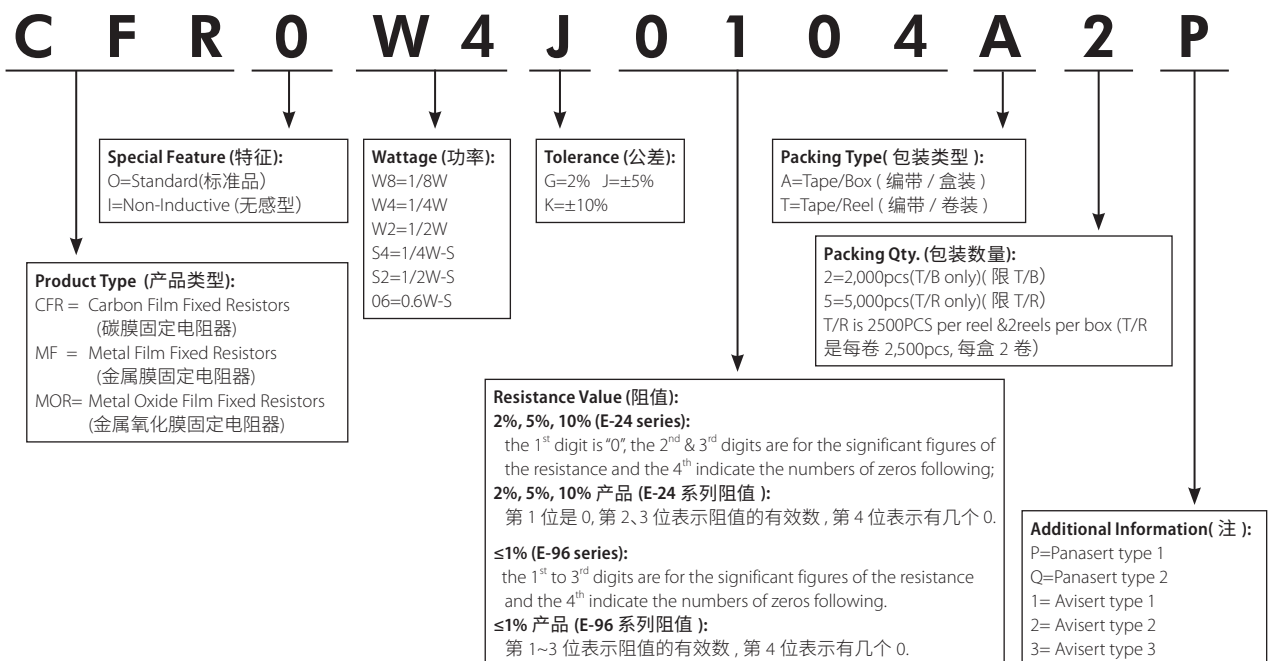 C F R 0 W 4 J 0 1 0 4 A 2 P
Special Feature (特征):
O=Standard(标准品)
I=Non-Inductive (无感型)
Wattage (功率):
W8=1/8W
W4=1/4W
W2=1/2W
S4=1/4W-S
S2=1/2W-S
06=0.6W-S
Tolerance (公差):
G=2% J=±5%
K=±10%
Packing Type( 包装类型 ):
A=Tape/Box ( 编带 / 盒装 )
T=Tape/Reel ( 编带 / 卷装 )
Product Type (产品类型):
CFR = Carbon Film Fixed Resistors
(碳膜固定电阻器)
MF = Metal Film Fixed Resistors
(金属膜固定电阻器)
MOR= Metal Oxide Film Fixed Resistors
(金属氧化膜固定电阻器)
Packing Qty. (包装数量):
2=2,000pcs(T/B only)( 限 T/B)
5=5,000pcs(T/R only)( 限 T/R)
T/R is 2500PCS per reel &2reels per box (T/R
是每卷 2,500pcs, 每盒 2 卷)
Resistance Value (阻值):
2%, 5%, 10% (E-24 series):
the 1st digit is "0", the 2nd & 3rd digits are for the significant figures of
the resistance and the 4th indicate the numbers of zeros following;
2%, 5%, 10% 产品 (E-24 系列阻值 ):
第 1 位是 0, 第 2、3 位表示阻值的有效数 , 第 4 位表示有几个 0.
≤1% (E-96 series):
the 1st to 3rd digits are for the significant figures of the resistance
and the 4th indicate the numbers of zeros following.
≤1% 产品 (E-96 系列阻值 ):
第 1~3 位表示阻值的有效数 , 第 4 位表示有几个 0.
Additional Information( 注 ):
P=Panasert type 1
Q=Panasert type 2
1= Avisert type 1
2= Avisert type 2
3= Avisert type 3